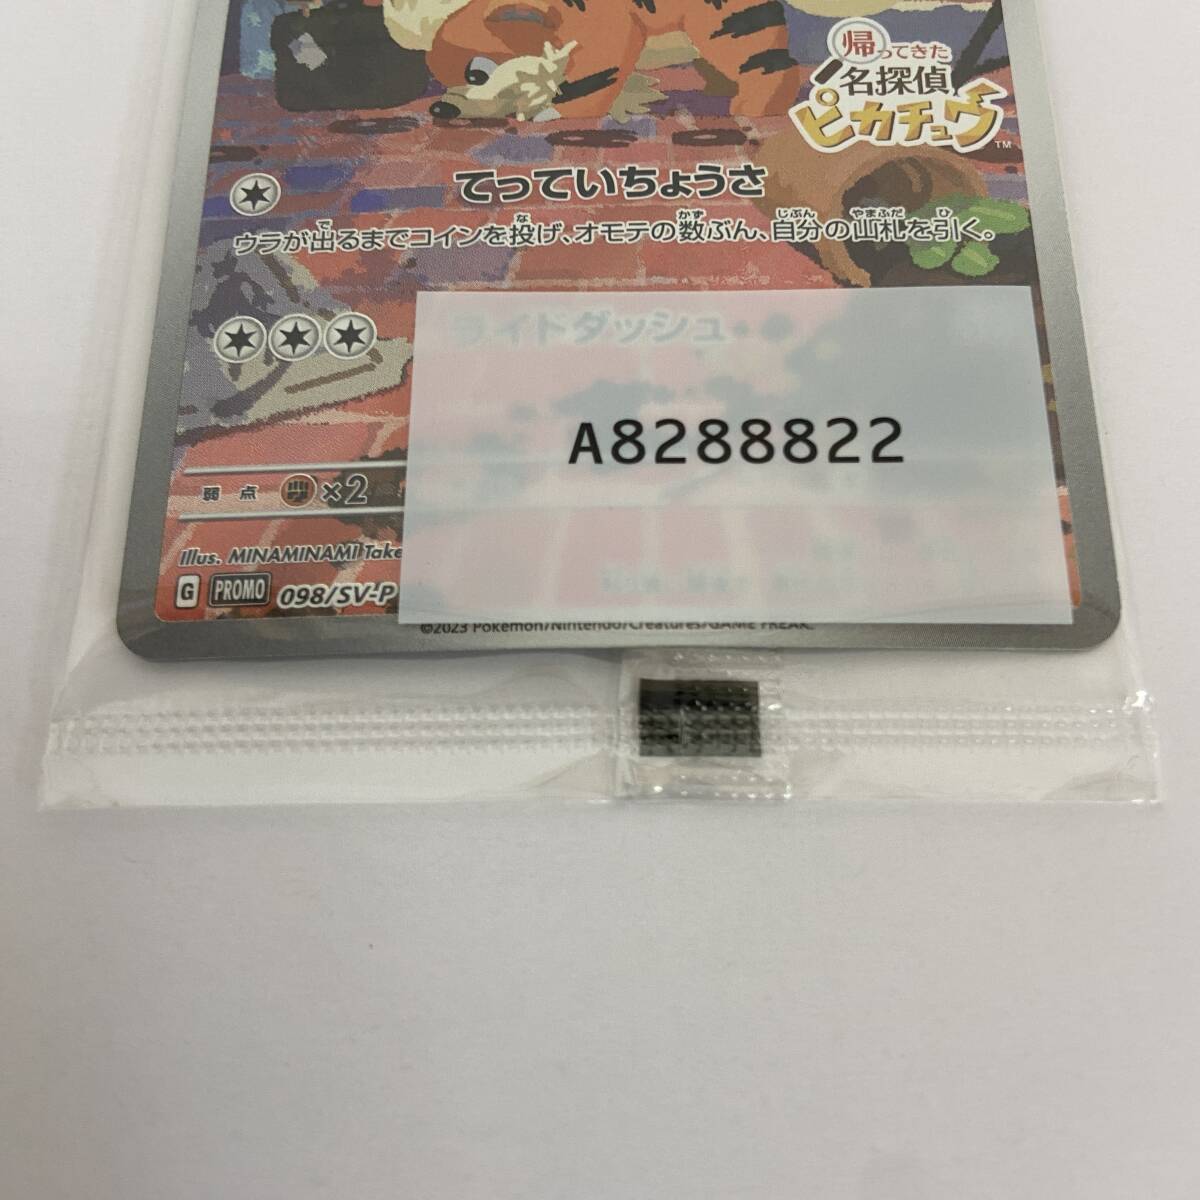 帰ってきた
名探偵
ピカチュウ
™
てっていちょうさ
ウラが出るまでコインを投げ、オモテの数ぶん、自分の山札を引く。
ライドダッシュ
A8288822
弱点 ×2
Illus. MINAMINAMI Take
G PROMO 098/SV-P
©2023 Pokémon/Nintendo/Creatures/GAME FREAK.